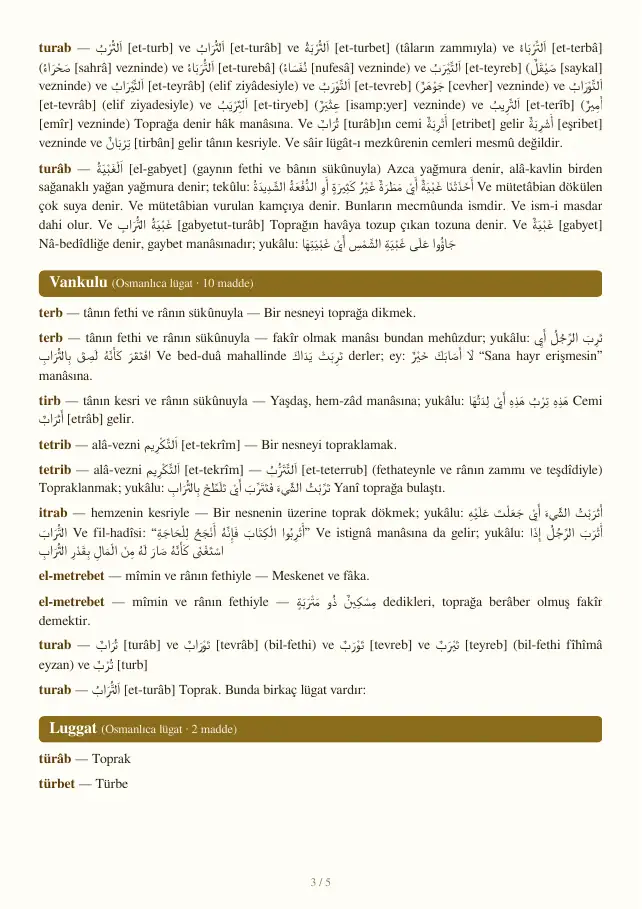 turab — اَلتُّرْبُ [et-turb] ve اَلتُّرَابُ [et-turâb] ve اَلتُّرْبَةُ [et-turbet] (tâların zammıyla) ve اَلتَّرْبَاءُ [et-terbâ]
(صَحْرَاءُ [sahrâ] vezninde) ve اَلتُّرَبَاءُ [et-turebâ] (نُفَسَاءُ [nufesâ] vezninde) ve اَلتَّيْرَبُ [et-teyreb] (صَيْقَلٌ [saykal]
vezninde) ve اَلتَّيْرَابُ [et-teyrâb] (elif ziyâdesiyle) ve اَلتَّوْرَبُ [et-tevreb] (جَوْهَرٌ [cevher] vezninde) ve اَلتَّوْرَابُ
[et-tevrâb] (elif ziyadesiyle) ve اَلتِّرْيَبُ [et-tiryeb] (عِثْيَرٌ [isamp;yer] vezninde) ve اَلتَّرِيبُ [et-terîb] (أَمِيرٌ
[emîr] vezninde) Toprağa denir hâk manâsına. Ve تُرَابٌ [turâb]ın cemi أَتْرِبَةٌ [etribet] gelir أَشْرِبَةٌ [eşribet]
vezninde ve تِرْبَانٌ [tirbân] gelir tânın kesriyle. Ve sâir lügât-ı mezkûrenin cemleri mesmû değildir.
turâb — اَلْغَبْيَةُ [el-gabyet] (gaynın fethi ve bânın sükûnuyla) Azca yağmura denir, alâ-kavlin birden
sağanaklı yağan yağmura denir; tekûlu: أَخَذَتْنَا غَبْيَةٌ أَيْ مَطْرَةٌ غَيْرُ كَثِيرَةٍ أَوِ الدَّفْعَةُ الشَّدِيدَةُ Ve mütetâbian dökülen
çok suya denir. Ve mütetâbian vurulan kamçıya denir. Bunların mecmûunda ismdir. Ve ism-i masdar
dahi olur. Ve غَبْيَةُ التُّرَابِ [gabyetut-turâb] Toprağın havâya tozup çıkan tozuna denir. Ve غَبْيَةٌ [gabyet]
Nâ-bedîdliğe denir, gaybet manâsınadır; yukâlu: جَاؤُوا عَلَى غَبْيَةِ الشَّمْسِ أَيْ غَيْبَتِهَا
Vankulu (Osmanlıca lügat · 10 madde)
terb — tânın fethi ve rânın sükûnuyla — Bir nesneyi toprağa dikmek.
terb — tânın fethi ve rânın sükûnuyla — fakîr olmak manâsı bundan mehûzdur; yukâlu: تَرِبَ الرَّجُلُ أَيِ
افْتَقَرَ كَأَنَّهُ لَصِقَ بِالتُّرَابِ Ve bed-duâ mahallinde تَرِبَتْ يَدَاكَ derler; ey: لَا أَصَابَكَ خَيْرٌ “Sana hayr erişmesin”
manâsına.
tirb — tânın kesri ve rânın sükûnuyla — Yaşdaş, hem-zâd manâsına; yukâlu: هَذِهِ تِرْبُ هَذِهِ أَيْ لِدَتُهَا Cemi
أَتْرَابٌ [etrâb] gelir.
tetrib — alâ-vezni اَلتَّكْرِيم [et-tekrîm] — Bir nesneyi topraklamak.
tetrib — alâ-vezni اَلتَّكْرِيم [et-tekrîm] — اَلتَّتَرُّبُ [et-teterrub] (fethateynle ve rânın zammı ve teşdîdiyle)
Topraklanmak; yukâlu: تَرَّبْتُ الشَّيْءَ فَتَتَرَّبَ أَيْ تَلَطَّخَ بِالتُّرَابِ Yanî toprağa bulaştı.
itrab — hemzenin kesriyle — Bir nesnenin üzerine toprak dökmek; yukâlu: أَتْرَبْتُ الشَّيْءَ أَيْ جَعَلْتَ عَلَيْهِ
التُّرَابَ Ve fil-hadîsi: “أَتْرِبُوا الْكِتَابَ فَإِنَّهُ أَنْجَحُ لِلْحَاجَةِ” Ve istignâ manâsına da gelir; yukâlu: أَتْرَبَ الرَّجُلُ إِذَا
اسْتَغْنَى كَأَنَّهُ صَارَ لَهُ مِنَ الْمَالِ بِقَدْرِ التُّرَابِ
el-metrebet — mîmin ve rânın fethiyle — Meskenet ve fâka.
el-metrebet — mîmin ve rânın fethiyle — مِسْكِينٌ ذُو مَتْرَبَةٍ dedikleri, toprağa berâber olmuş fakîr
demektir.
turab — تُرَابٌ [turâb] ve تَوْرَابٌ [tevrâb] (bil-fethi) ve تَوْرَبٌ [tevreb] ve تَيْرَبٌ [teyreb] (bil-fethi fîhîmâ
eyzan) ve تُرْبٌ [turb]
turab — اَلتُّرَابُ [et-turâb] Toprak. Bunda birkaç lügat vardır:
Luggat (Osmanlıca lügat · 2 madde)
türâb — Toprak
türbet — Türbe
3 / 5